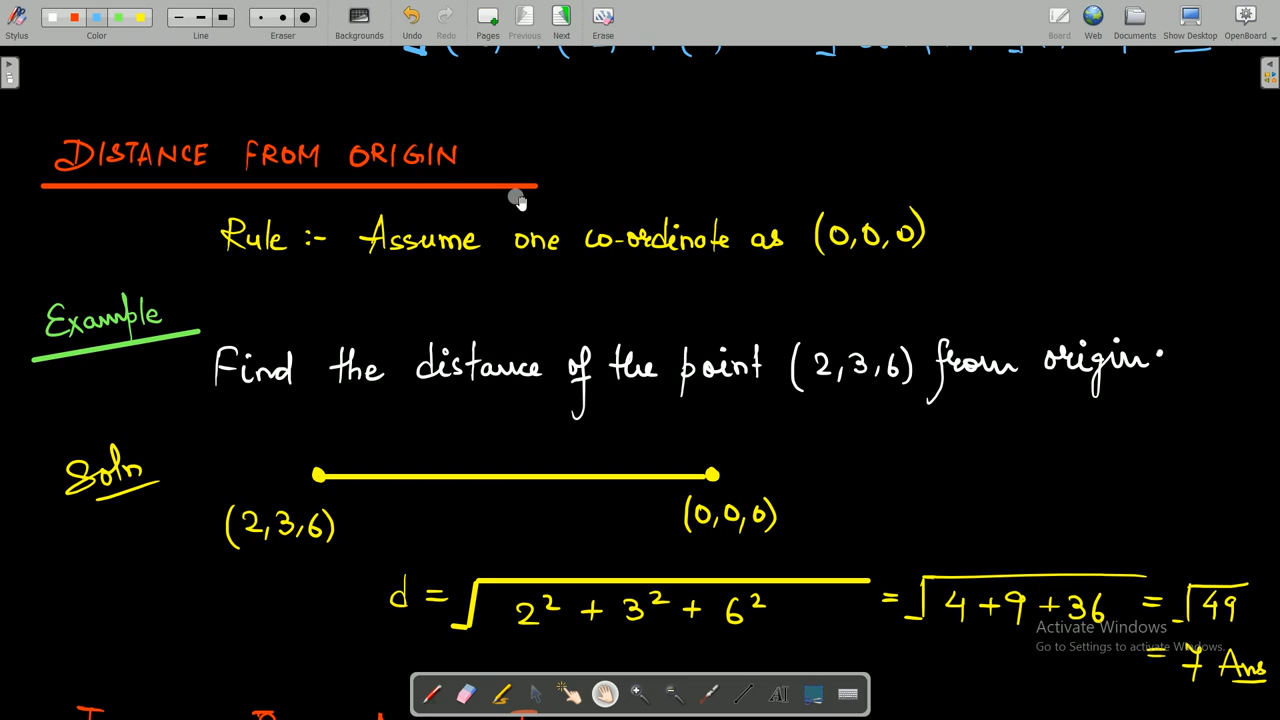 Stylus Color Line Eraser Backgrounds Undo Redo Pages Previous Next Erase Board Web Documents Show Desktop OpenBoard
DISTANCE FROM ORIGIN
Rule :- Assume one co-ordinate as (0,0,0)
Example
Find the distance of the point (2,3,6) from origin.
Soln
(2,3,6) (0,0,0)
d = √2² + 3² + 6² = √4 + 9 + 36 = √49
= 7 Ans
Activate Windows
Go to Settings to activate Windows.